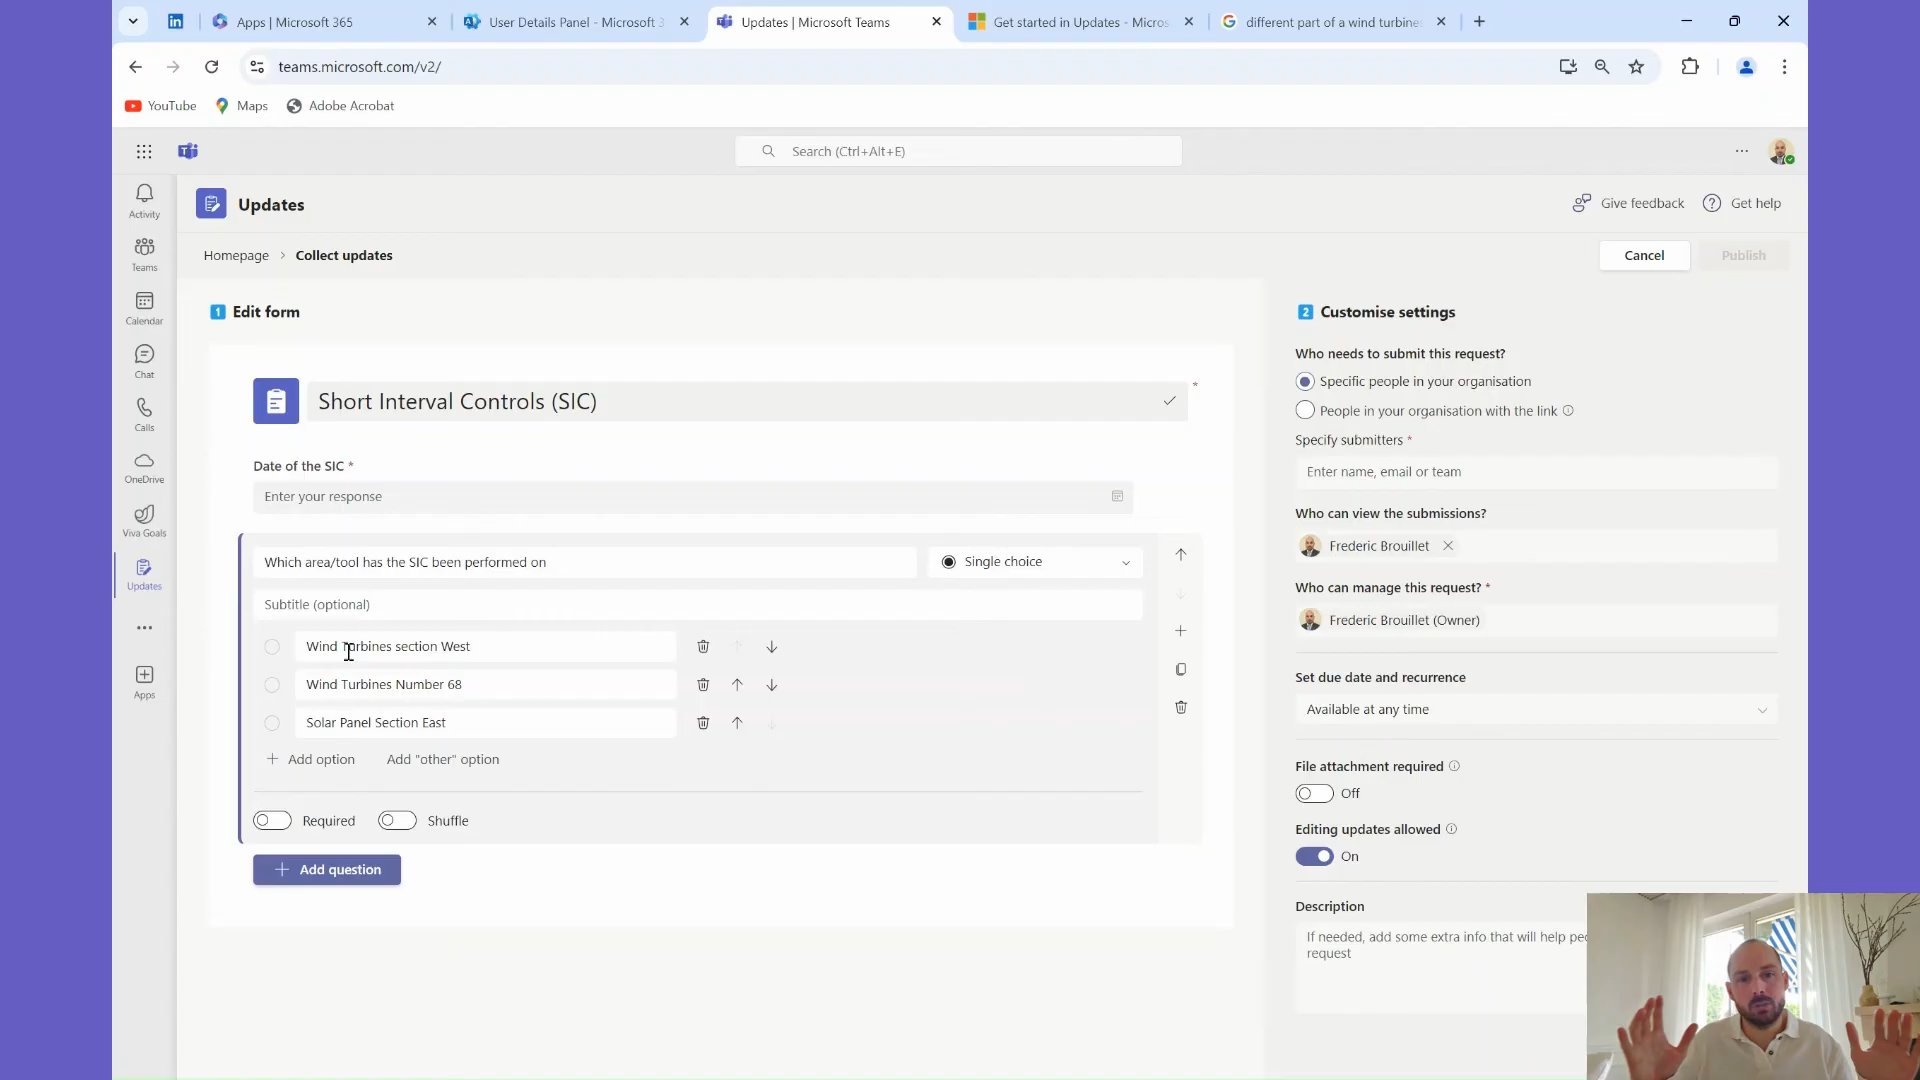 Apps | Microsoft 365
User Details Panel - Microsoft 3
Updates | Microsoft Teams
Get started in Updates - Micros
different part of a wind turbine
teams.microsoft.com/v2/
YouTube
Maps
Adobe Acrobat
Search (Ctrl+Alt+E)
Activity
Teams
Calendar
Chat
Calls
OneDrive
Viva Goals
Updates
Apps
Updates
Give feedback
Get help
Homepage > Collect updates
Cancel
Publish
1 Edit form
Short Interval Controls (SIC)
*
Date of the SIC *
Enter your response
Which area/tool has the SIC been performed on
Single choice
Subtitle (optional)
Wind Turbines section West
Wind Turbines Number 68
Solar Panel Section East
Add option
Add "other" option
Required
Shuffle
Add question
2 Customise settings
Who needs to submit this request?
Specific people in your organisation
People in your organisation with the link
Specify submitters *
Enter name, email or team
Who can view the submissions?
Frederic Brouillet
Who can manage this request? *
Frederic Brouillet (Owner)
Set due date and recurrence
Available at any time
File attachment required
Off
Editing updates allowed
On
Description
If needed, add some extra info that will help
request